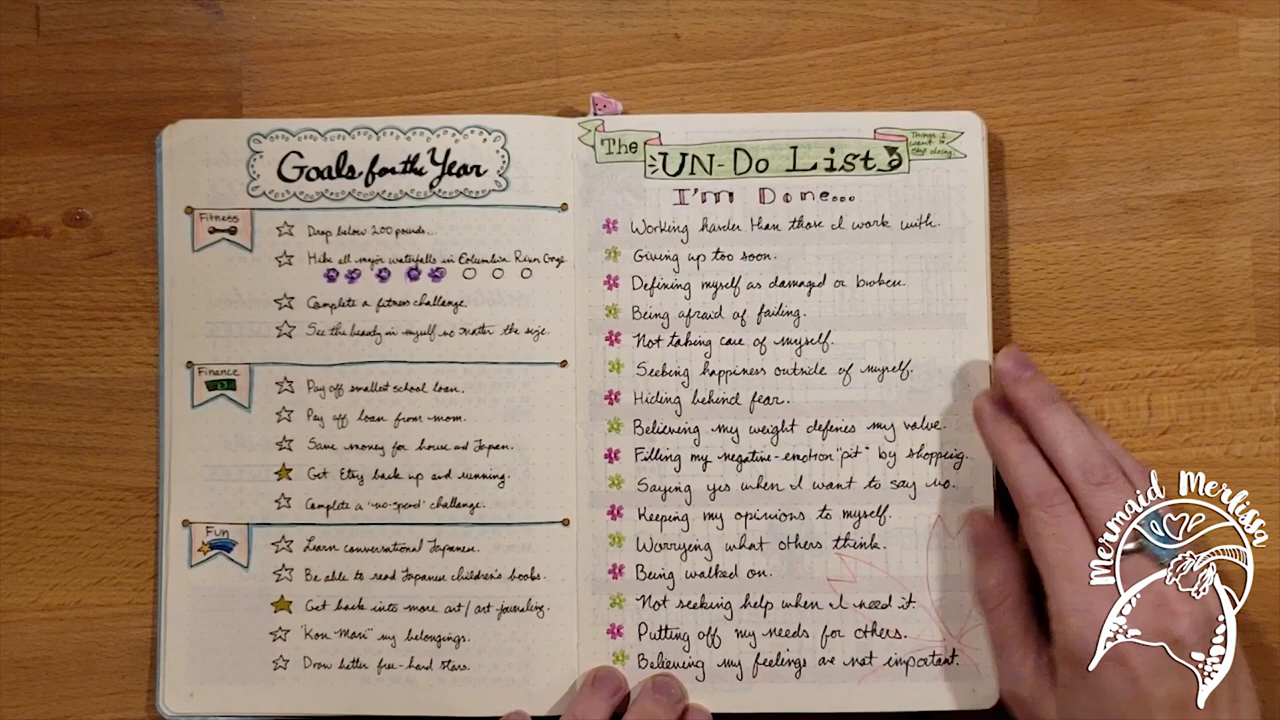 Goals for the Year
Fitness
Drop below 200 pounds...
Hike all major waterfalls in Columbia River Gorge.
Complete a fitness challenge.
See the beauty in myself no matter the size.
Finance
Pay off smallest school loan.
Pay off loan from mom.
Save money for house and Japan.
Get Etsy back up and running.
Complete a "no-spend" challenge.
Fun
Learn conversational Japanese.
Be able to read Japanese children's books.
Get back into more art/art journaling.
"Kon-Mari" my belongings.
Draw better free-hand stars.
The
UN-Do List
Things I
want to
stop doing.
I'm Done...
Working harder than those I work with.
Giving up too soon.
Defining myself as damaged or broken.
Being afraid of failing.
Not taking care of myself.
Seeking happiness outside of myself.
Hiding behind fear.
Believing my weight defines my value.
Filling my negative-emotion "pit" by shopping.
Saying yes when I want to say no.
Keeping my opinions to myself.
Worrying what others think.
Being walked on.
Not seeking help when I need it.
Putting off my needs for others.
Believing my feelings are not important.
Mermaid Merlissa